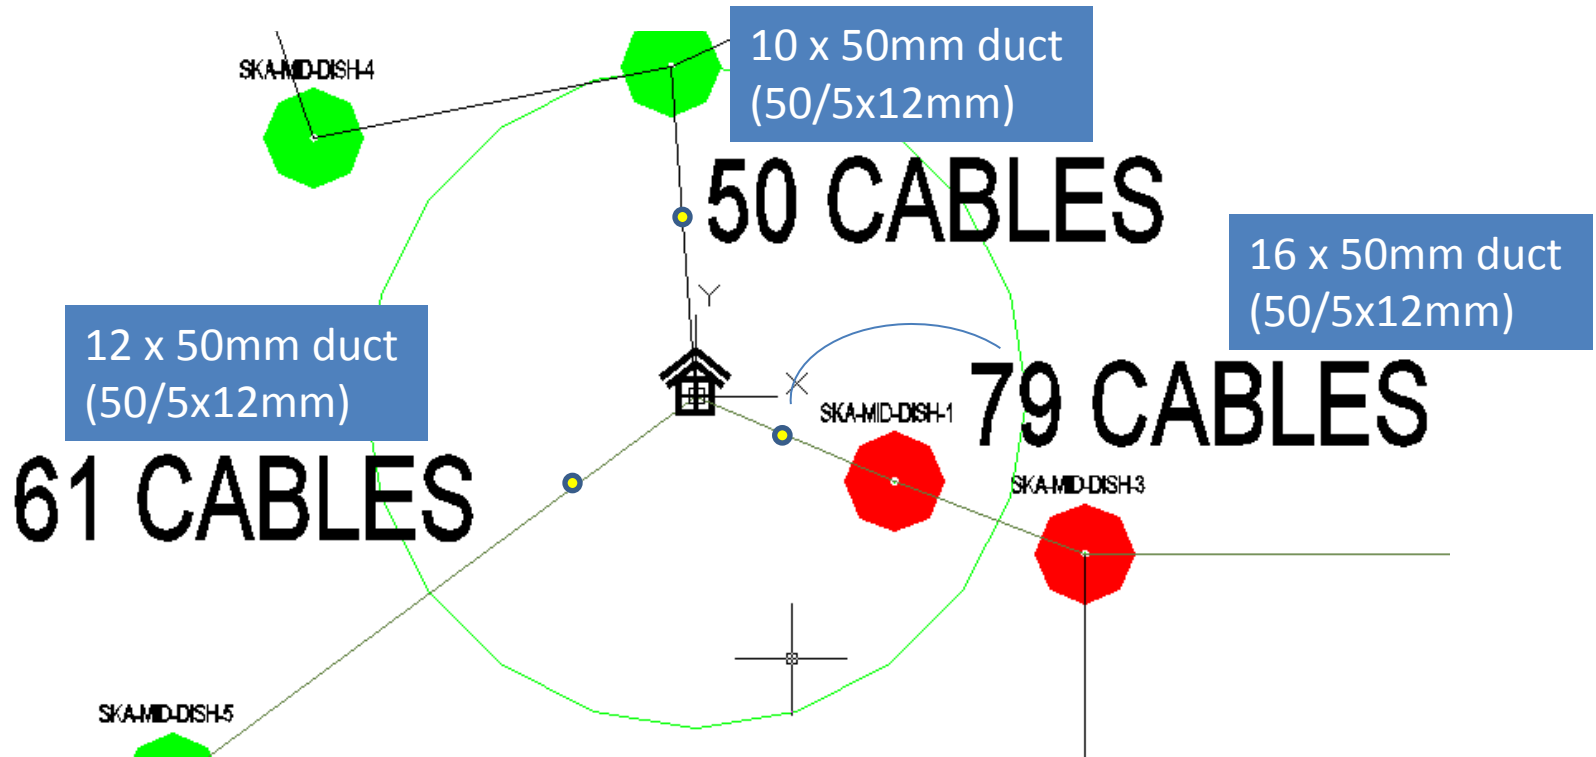 SKA-MID-DISH-4
10 x 50mm duct
(50/5x12mm)
50 CABLES
16 x 50mm duct
(50/5x12mm)
Y
12 x 50mm duct
(50/5x12mm)
X
SKA-MID-DISH-1
79 CABLES
61 CABLES
SKA-MID-DISH-3
SKA-MID-DISH-5